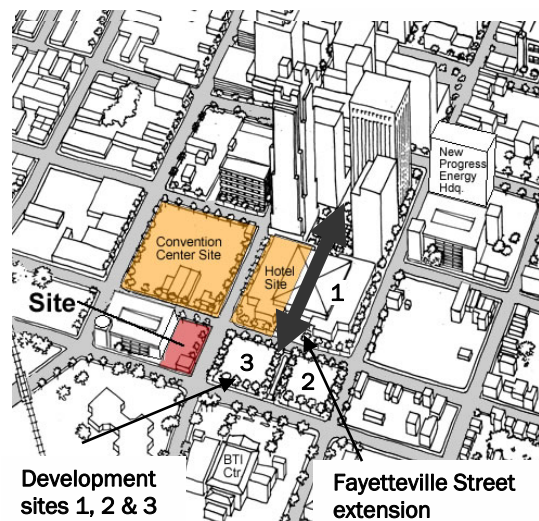 New
Progress
Energy
Hdq.
Convention
Center Site
Hotel
Site
1
Site
3
2
BTI
Ctr
Development
sites 1, 2 & 3
Fayetteville Street
extension